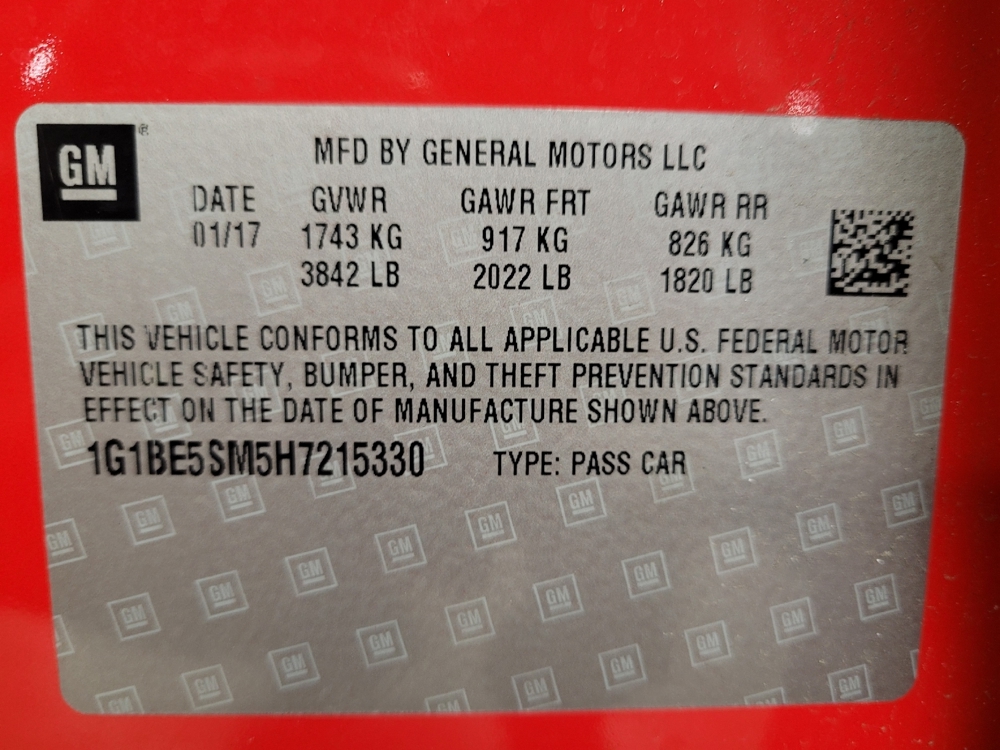 GM ®
MFD BY GENERAL MOTORS LLC
DATE GVWR GAWR FRT GAWR RR
01/17 1743 KG 917 KG 826 KG
3842 LB 2022 LB 1820 LB
THIS VEHICLE CONFORMS TO ALL APPLICABLE U.S. FEDERAL MOTOR
VEHICLE SAFETY, BUMPER, AND THEFT PREVENTION STANDARDS IN
EFFECT ON THE DATE OF MANUFACTURE SHOWN ABOVE.
1G1BE5SM5H7215330 TYPE: PASS CAR